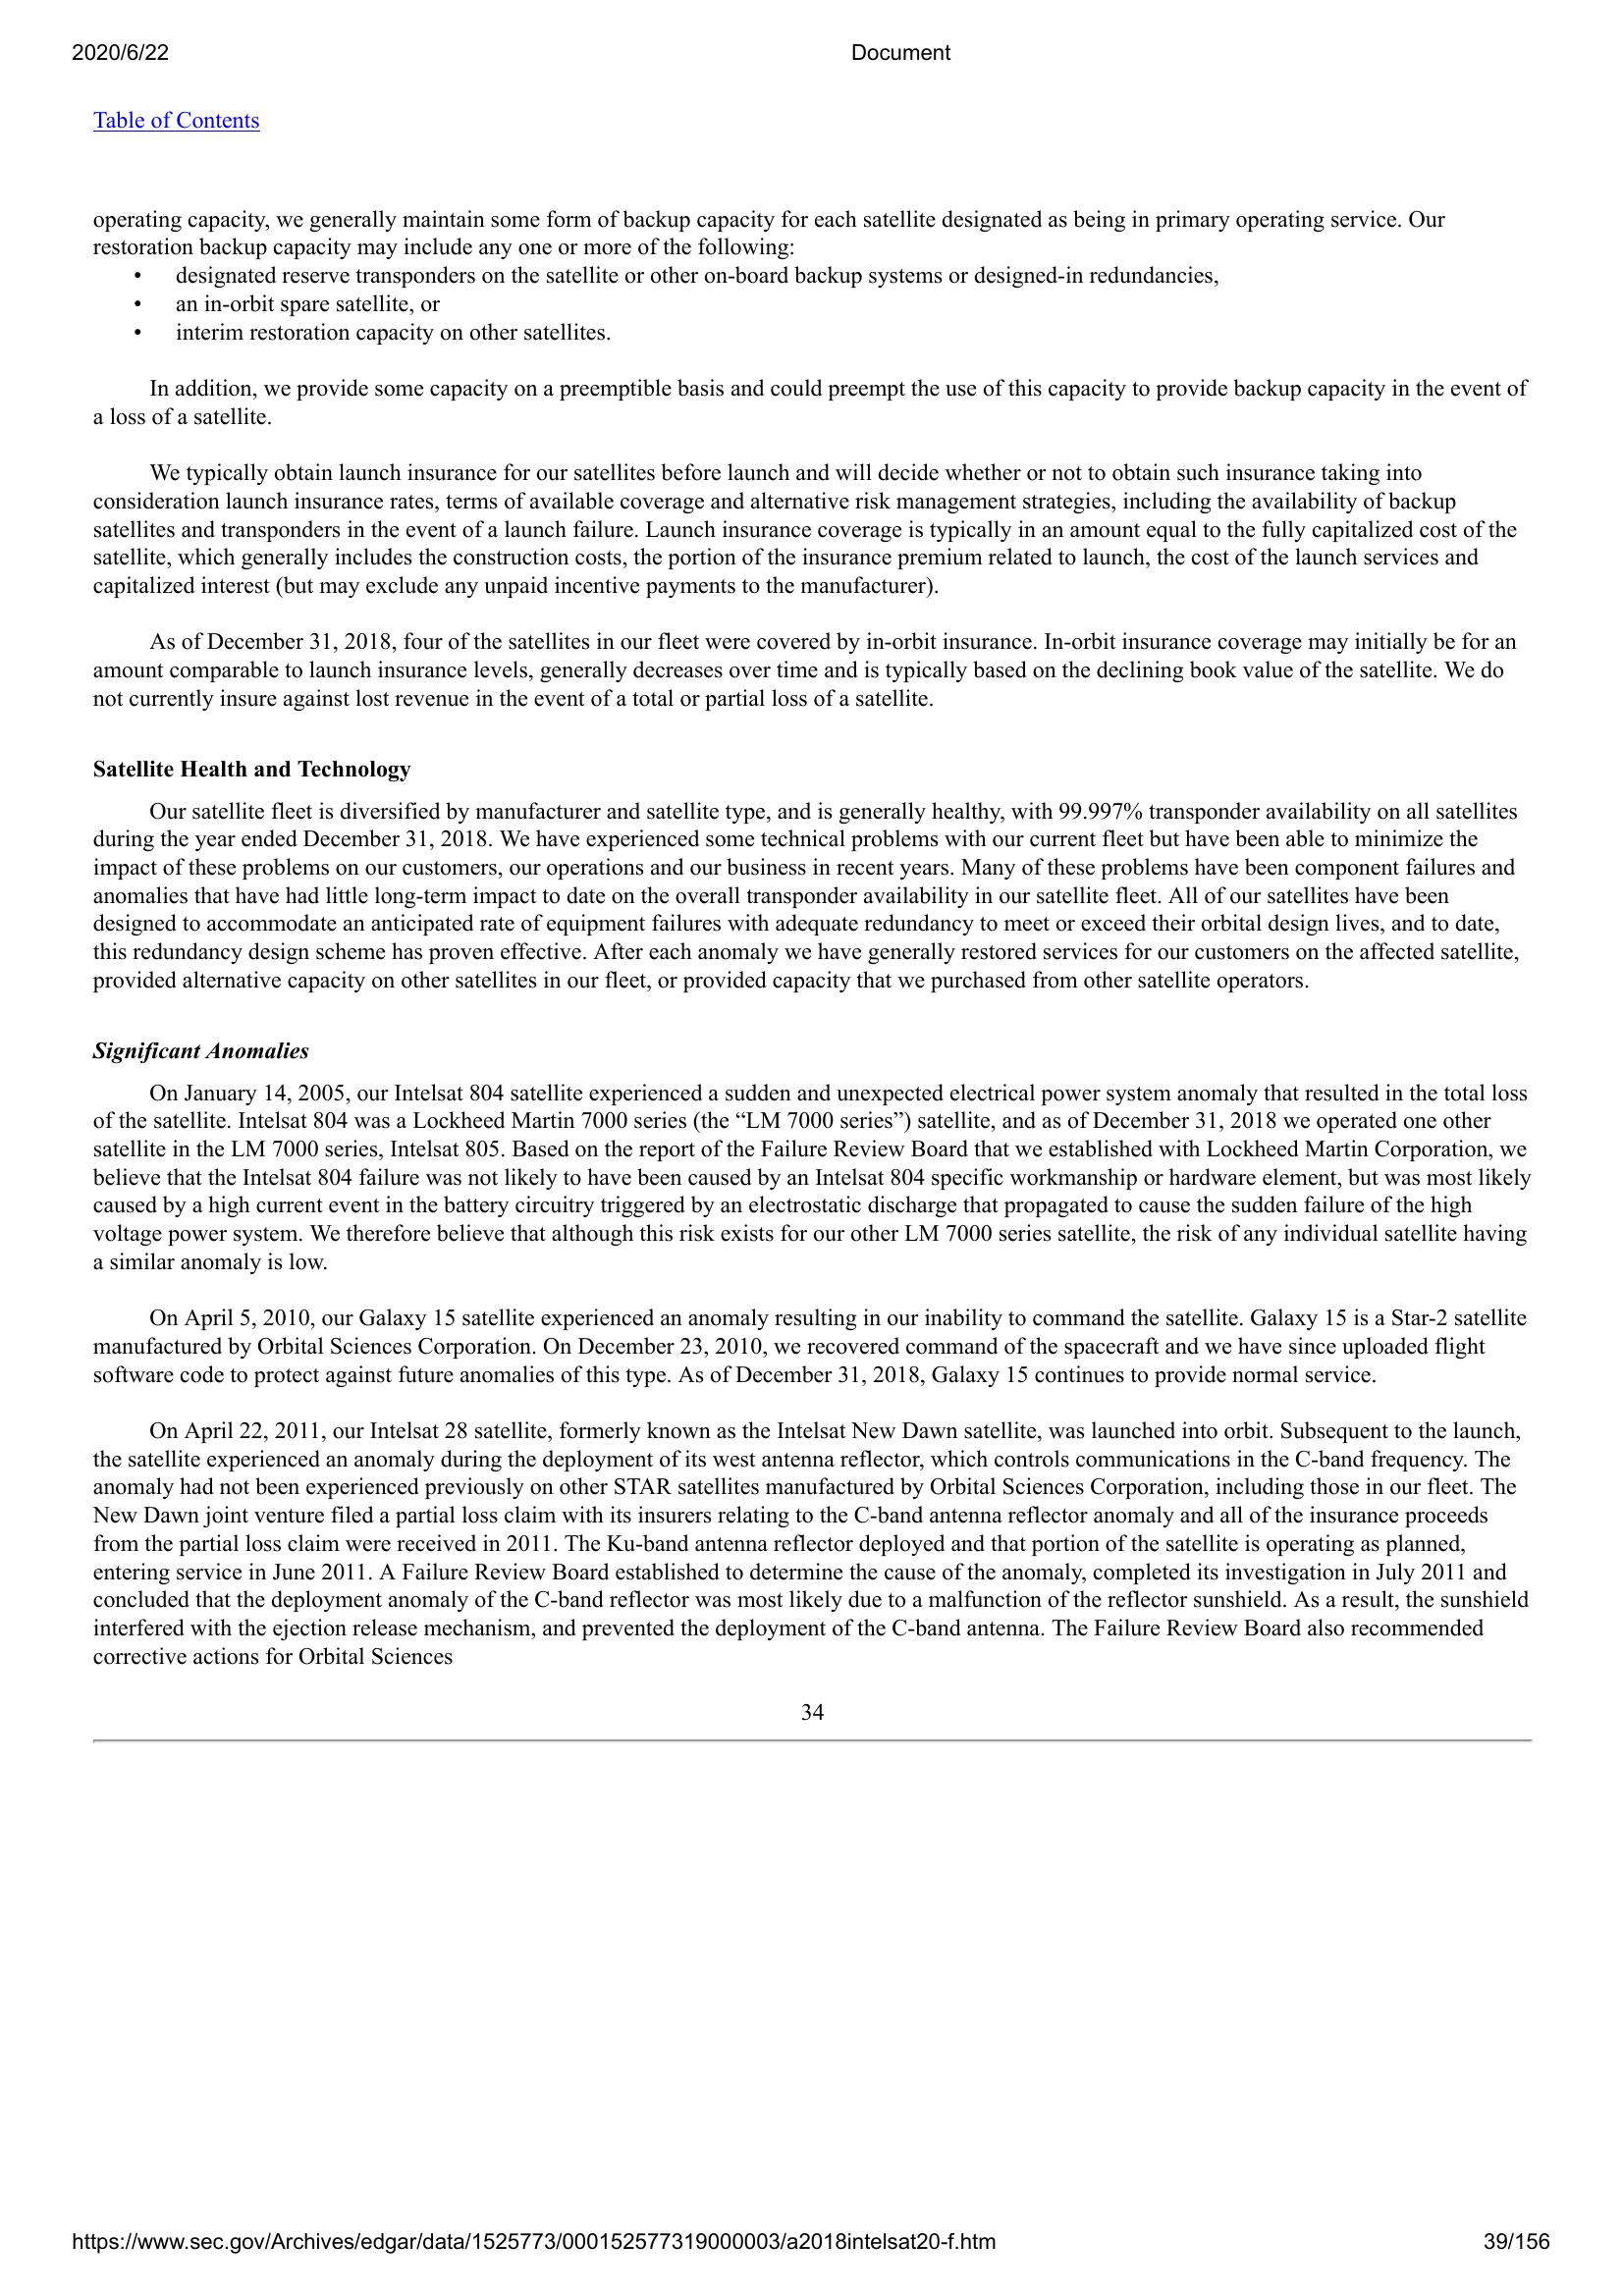 2020/6/22
Document
Table of Contents
operating capacity, we generally maintain some form of backup capacity for each satellite designated as being in primary operating service. Our
restoration backup capacity may include any one or more of the following:
• designated reserve transponders on the satellite or other on-board backup systems or designed-in redundancies,
• an in-orbit spare satellite, or
• interim restoration capacity on other satellites.
In addition, we provide some capacity on a preemptible basis and could preempt the use of this capacity to provide backup capacity in the event of
a loss of a satellite.
We typically obtain launch insurance for our satellites before launch and will decide whether or not to obtain such insurance taking into
consideration launch insurance rates, terms of available coverage and alternative risk management strategies, including the availability of backup
satellites and transponders in the event of a launch failure. Launch insurance coverage is typically in an amount equal to the fully capitalized cost of the
satellite, which generally includes the construction costs, the portion of the insurance premium related to launch, the cost of the launch services and
capitalized interest (but may exclude any unpaid incentive payments to the manufacturer).
As of December 31, 2018, four of the satellites in our fleet were covered by in-orbit insurance. In-orbit insurance coverage may initially be for an
amount comparable to launch insurance levels, generally decreases over time and is typically based on the declining book value of the satellite. We do
not currently insure against lost revenue in the event of a total or partial loss of a satellite.
Satellite Health and Technology
Our satellite fleet is diversified by manufacturer and satellite type, and is generally healthy, with 99.997% transponder availability on all satellites
during the year ended December 31, 2018. We have experienced some technical problems with our current fleet but have been able to minimize the
impact of these problems on our customers, our operations and our business in recent years. Many of these problems have been component failures and
anomalies that have had little long-term impact to date on the overall transponder availability in our satellite fleet. All of our satellites have been
designed to accommodate an anticipated rate of equipment failures with adequate redundancy to meet or exceed their orbital design lives, and to date,
this redundancy design scheme has proven effective. After each anomaly we have generally restored services for our customers on the affected satellite,
provided alternative capacity on other satellites in our fleet, or provided capacity that we purchased from other satellite operators.
Significant Anomalies
On January 14, 2005, our Intelsat 804 satellite experienced a sudden and unexpected electrical power system anomaly that resulted in the total loss
of the satellite. Intelsat 804 was a Lockheed Martin 7000 series (the “LM 7000 series”) satellite, and as of December 31, 2018 we operated one other
satellite in the LM 7000 series, Intelsat 805. Based on the report of the Failure Review Board that we established with Lockheed Martin Corporation, we
believe that the Intelsat 804 failure was not likely to have been caused by an Intelsat 804 specific workmanship or hardware element, but was most likely
caused by a high current event in the battery circuitry triggered by an electrostatic discharge that propagated to cause the sudden failure of the high
voltage power system. We therefore believe that although this risk exists for our other LM 7000 series satellite, the risk of any individual satellite having
a similar anomaly is low.
On April 5, 2010, our Galaxy 15 satellite experienced an anomaly resulting in our inability to command the satellite. Galaxy 15 is a Star-2 satellite
manufactured by Orbital Sciences Corporation. On December 23, 2010, we recovered command of the spacecraft and we have since uploaded flight
software code to protect against future anomalies of this type. As of December 31, 2018, Galaxy 15 continues to provide normal service.
On April 22, 2011, our Intelsat 28 satellite, formerly known as the Intelsat New Dawn satellite, was launched into orbit. Subsequent to the launch,
the satellite experienced an anomaly during the deployment of its west antenna reflector, which controls communications in the C-band frequency. The
anomaly had not been experienced previously on other STAR satellites manufactured by Orbital Sciences Corporation, including those in our fleet. The
New Dawn joint venture filed a partial loss claim with its insurers relating to the C-band antenna reflector anomaly and all of the insurance proceeds
from the partial loss claim were received in 2011. The Ku-band antenna reflector deployed and that portion of the satellite is operating as planned,
entering service in June 2011. A Failure Review Board established to determine the cause of the anomaly, completed its investigation in July 2011 and
concluded that the deployment anomaly of the C-band reflector was most likely due to a malfunction of the reflector sunshield. As a result, the sunshield
interfered with the ejection release mechanism, and prevented the deployment of the C-band antenna. The Failure Review Board also recommended
corrective actions for Orbital Sciences
34
https://www.sec.gov/Archives/edgar/data/1525773/000152577319000003/a2018intelsat20-f.htm
39/156